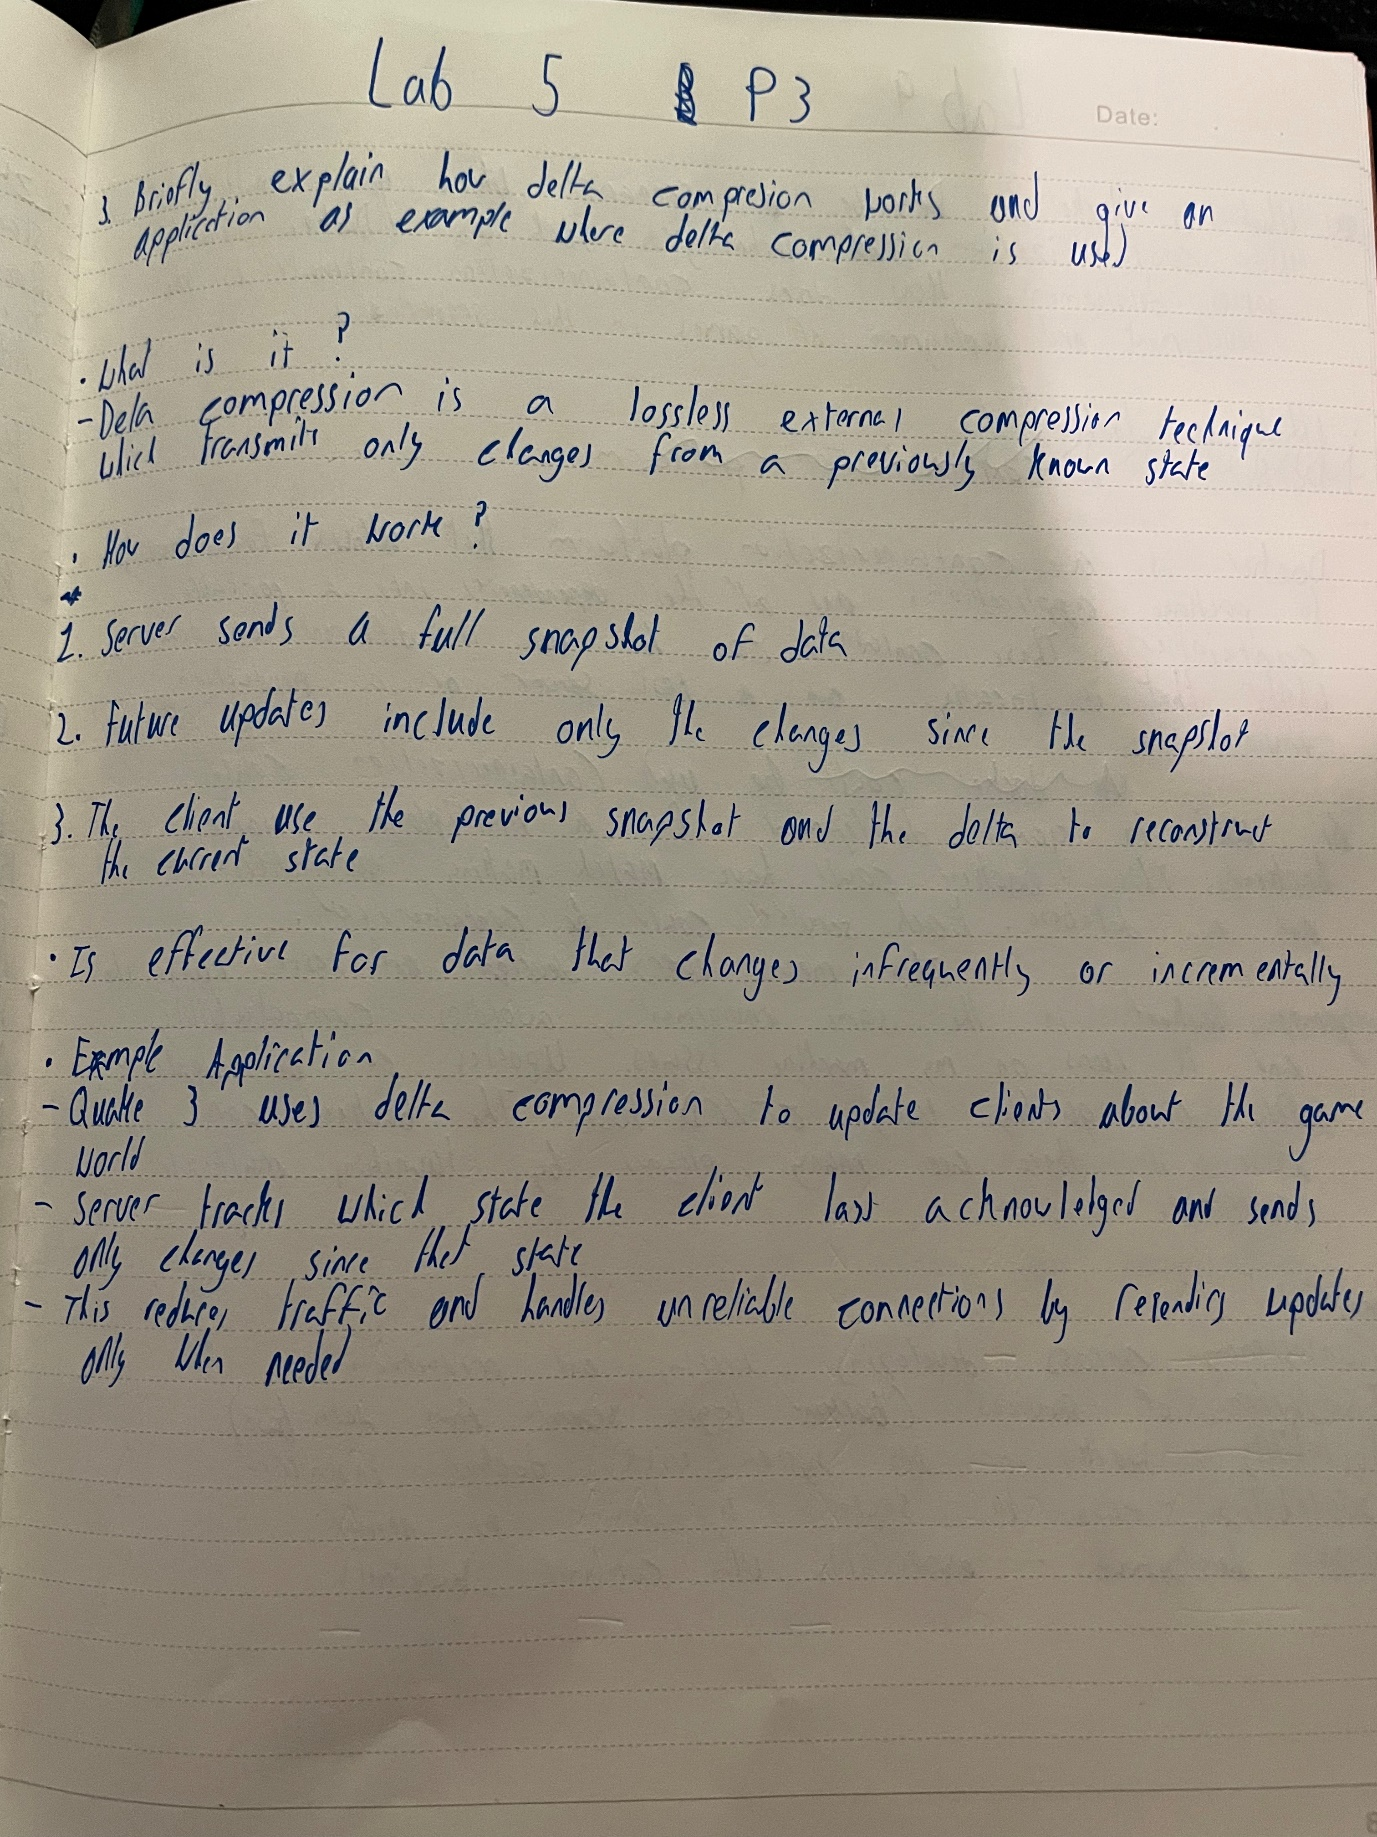 Lab 5 P3
Date:
3. Briefly explain how delta compresion works and give an
application as example where delta compression is used
• What is it?
- Dela compression is a lossless external compression technique
which transmits only changes from a previously known state
• How does it work?
1. Server sends a full snapshot of data
2. Future updates include only the changes since the snapshot
3. The client use the previous snapshot and the delta to reconstruct
the current state
• Is effective for data that changes infrequently or incrementally
• Example Application
- Quake 3 uses delta compression to update clients about the game
world
- Server tracks which state the client last acknowledged and sends
only changes since that state
- This reduces traffic and handles unreliable connections by resending updates
only when needed